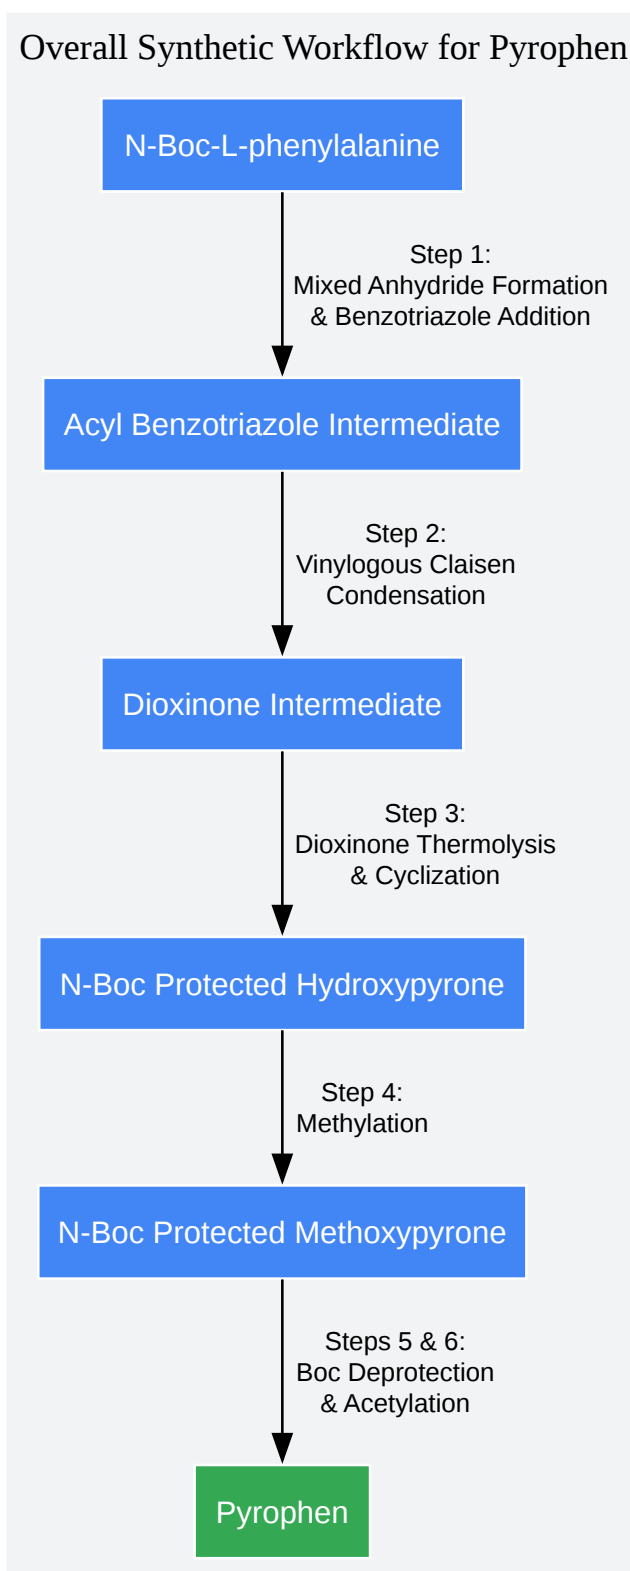 Overall Synthetic Workflow for Pyrophen
N-Boc-L-phenylalanine
Step 1:
Mixed Anhydride Formation
& Benzotriazole Addition
Acyl Benzotriazole Intermediate
Step 2:
Vinylogous Claisen
Condensation
Dioxinone Intermediate
Step 3:
Dioxinone Thermolysis
& Cyclization
N-Boc Protected Hydroxypyrone
Step 4:
Methylation
N-Boc Protected Methoxypyrone
Steps 5 & 6:
Boc Deprotection
& Acetylation
Pyrophen